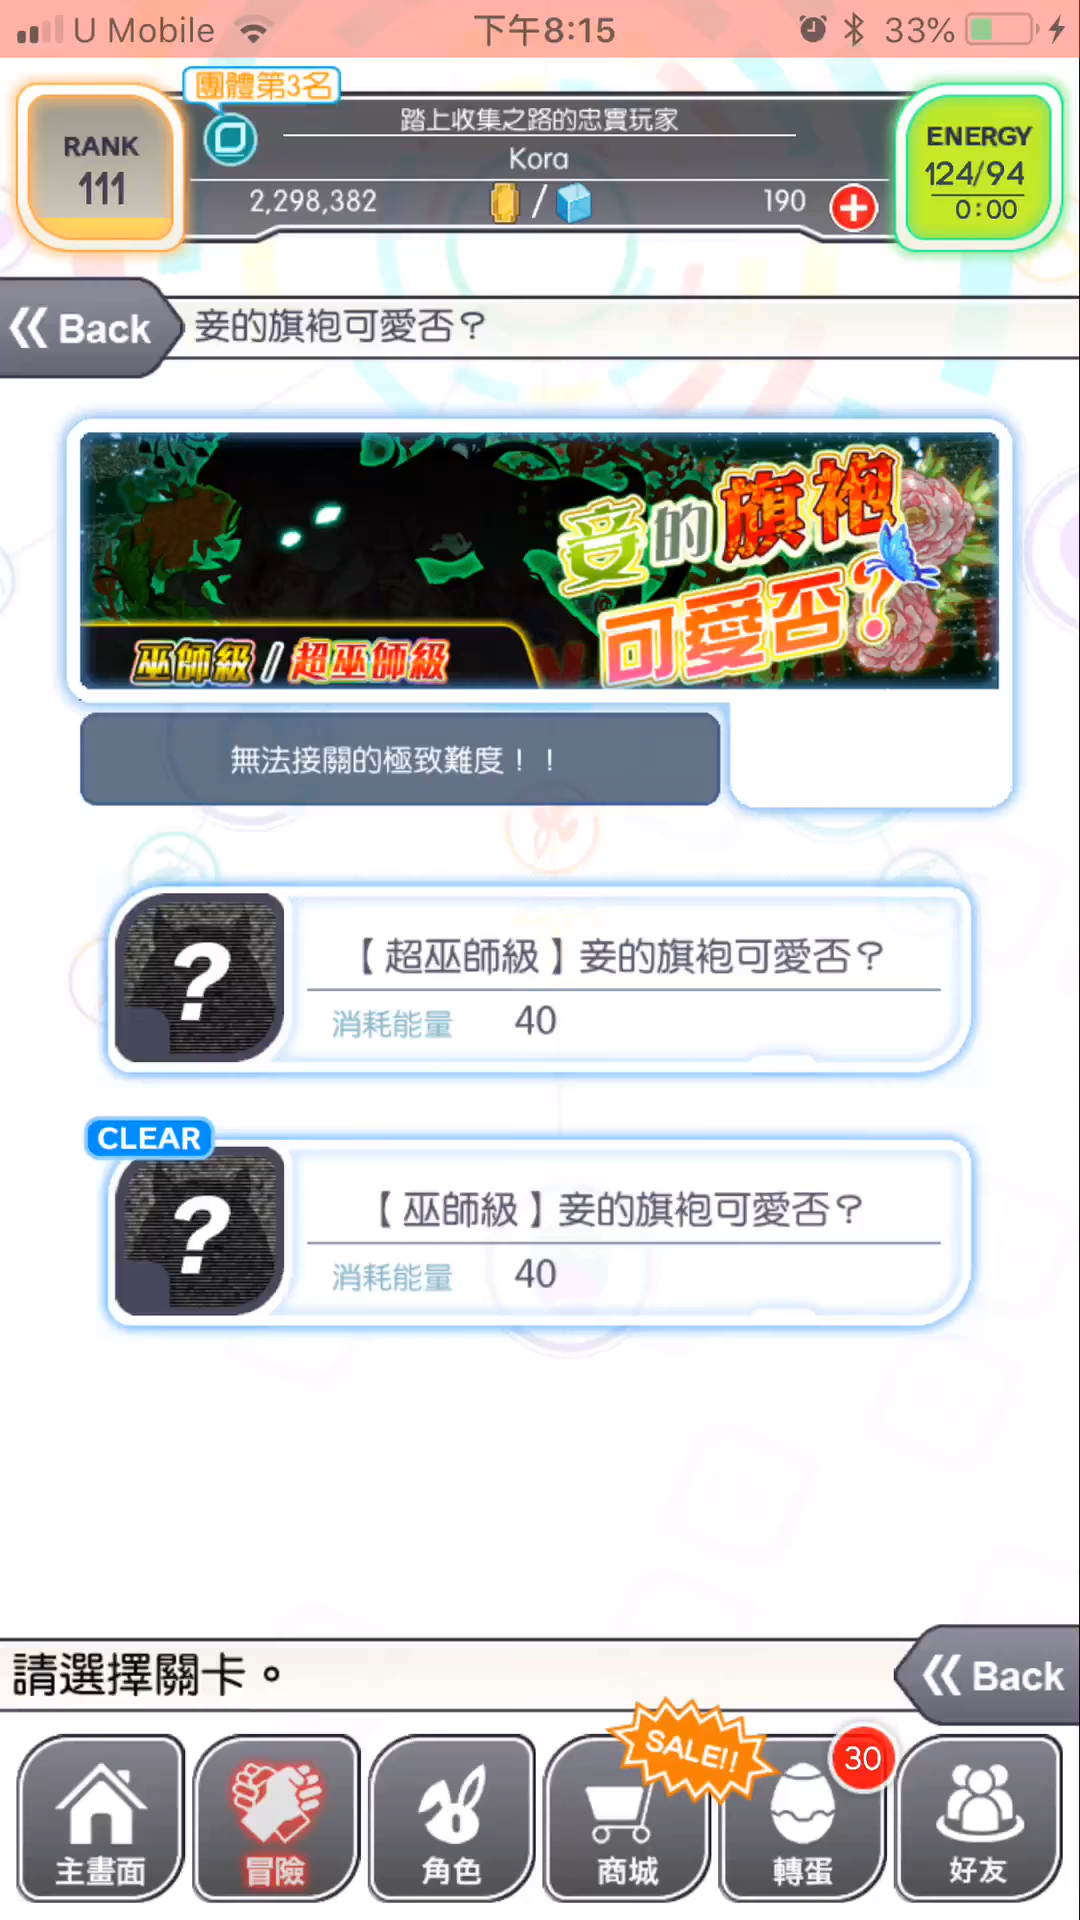 U Mobile 下午8:15 33%
團體第3名
踏上收集之路的忠實玩家
RANK
111
Kora
2,298,382 / 190
ENERGY
124/94
0:00
Back
妾的旗袍可愛否？
妾的旗袍
可愛否？
巫師級 / 超巫師級
無法接關的極致難度！！
?
【超巫師級】妾的旗袍可愛否？
消耗能量 40
CLEAR
?
【巫師級】妾的旗袍可愛否？
消耗能量 40
請選擇關卡。
Back
SALE!!
30
主畫面
冒險
角色
商城
轉蛋
好友